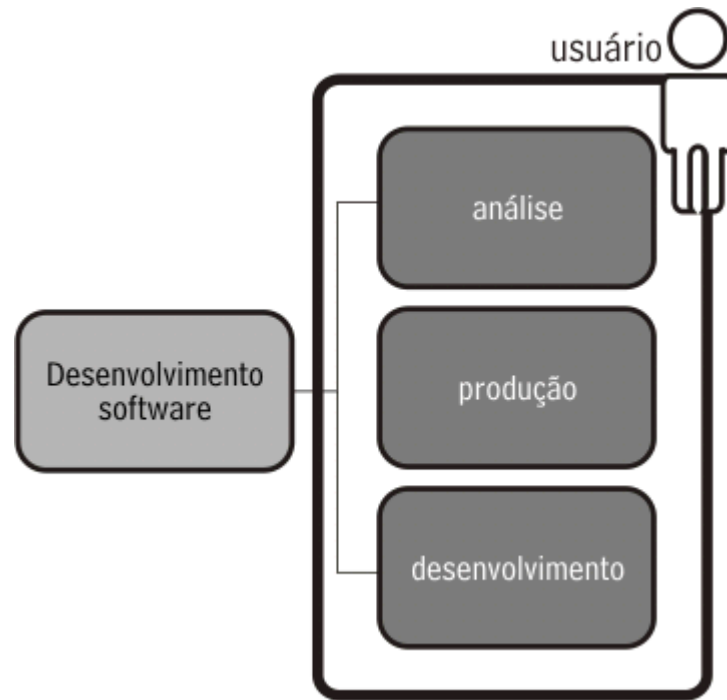 usuário
análise
Desenvolvimento
software
produção
desenvolvimento